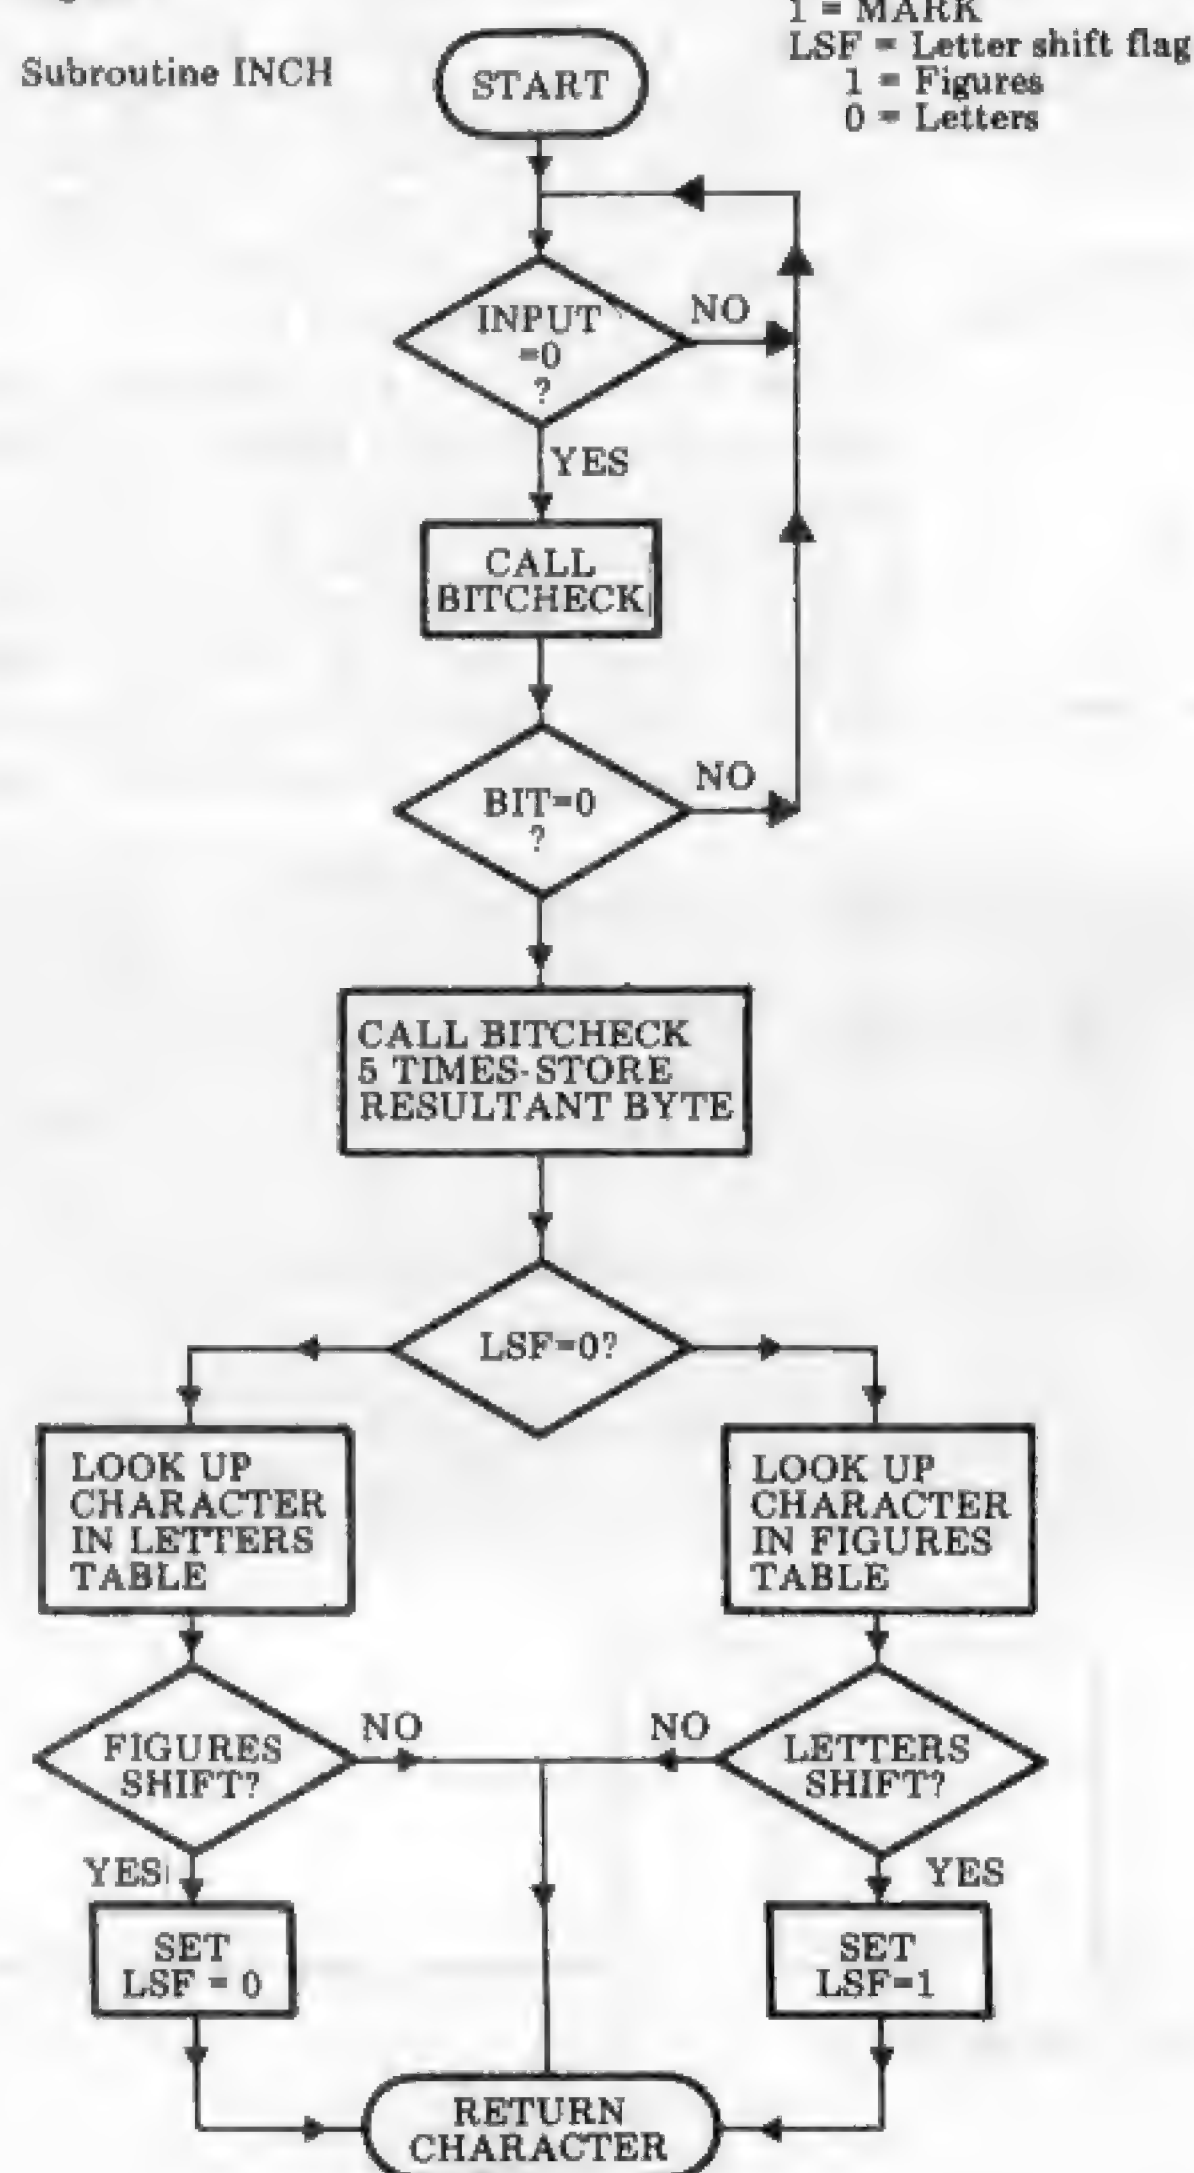 1 = MARK
LSF = Letter shift flag
1 = Figures
0 = Letters
Subroutine INCH
START
INPUT
=0
?
NO
YES
CALL
BITCHECK
BIT=0
?
NO
CALL BITCHECK
5 TIMES-STORE
RESULTANT BYTE
LSF=0?
LOOK UP
CHARACTER
IN LETTERS
TABLE
LOOK UP
CHARACTER
IN FIGURES
TABLE
FIGURES
SHIFT?
NO
NO
LETTERS
SHIFT?
YES
YES
SET
LSF = 0
SET
LSF=1
RETURN
CHARACTER